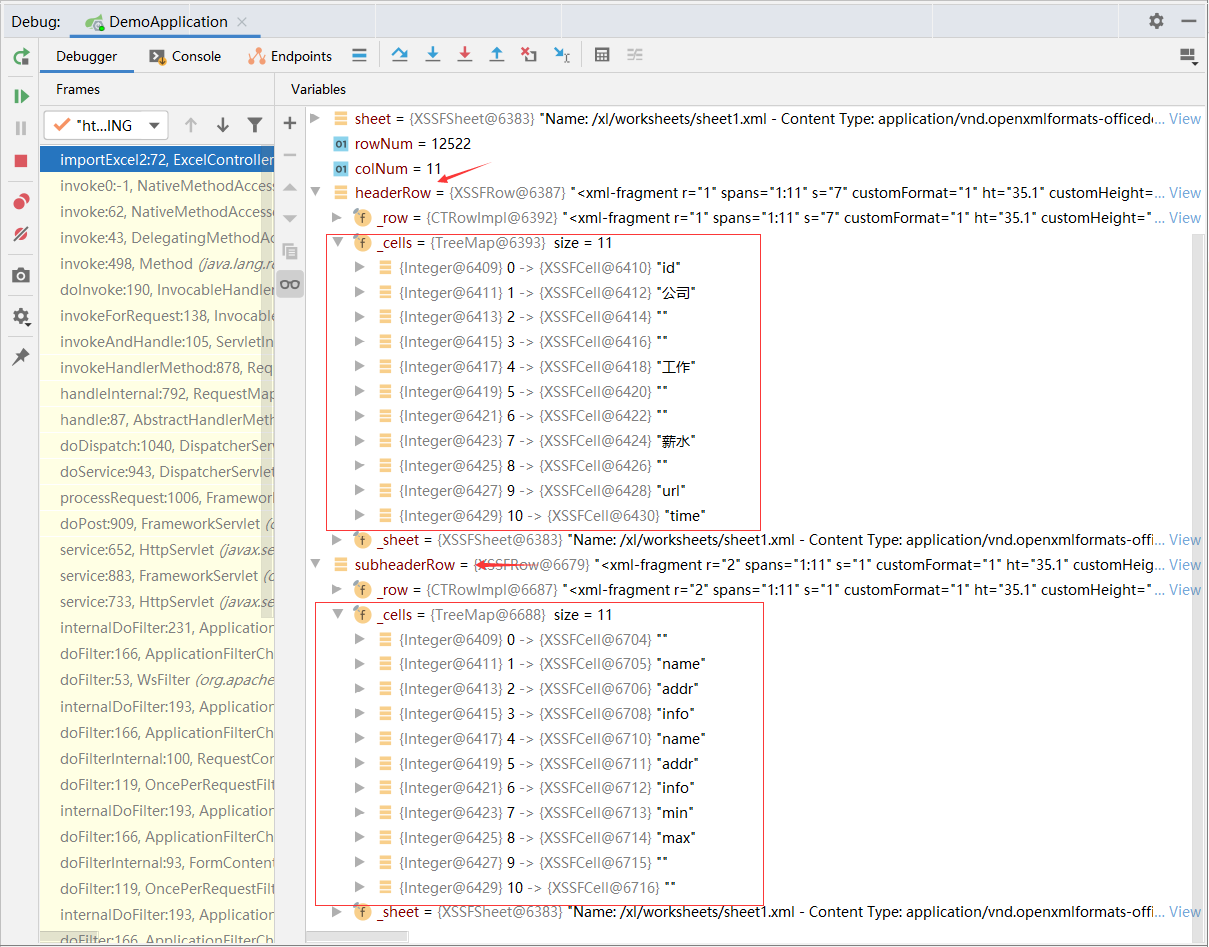 Debug: DemoApplication
Debugger Console Endpoints
Frames
Variables
"ht...ING
importExcel2:72, ExcelController
invoke0:-1, NativeMethodAcces
invoke:62, NativeMethodAccess
invoke:43, DelegatingMethodAc
invoke:498, Method (java.lang.re
doInvoke:190, InvocableHandler
invokeForRequest:138, Invocable
invokeAndHandle:105, ServletIn
invokeHandlerMethod:878, Req
handleInternal:792, RequestMap
handle:87, AbstractHandlerMeth
doDispatch:1040, DispatcherServ
doService:943, DispatcherServlet
processRequest:1006, Framework
doPost:909, FrameworkServlet (o
service:652, HttpServlet (javax.se
service:883, FrameworkServlet (o
service:733, HttpServlet (javax.se
internalDoFilter:231, Application
doFilter:166, ApplicationFilterCh
doFilter:53, WsFilter (org.apache
internalDoFilter:193, Application
doFilter:166, ApplicationFilterCh
doFilterInternal:100, RequestCon
doFilter:119, OncePerRequestFilt
internalDoFilter:193, Application
doFilter:166, ApplicationFilterCh
doFilterInternal:93, FormContent
doFilter:119, OncePerRequestFilt
internalDoFilter:193, Application
doFilter:166, ApplicationFilterCh
sheet = {XSSFSheet@6383} "Name: /xl/worksheets/sheet1.xml - Content Type: application/vnd.openxmlformats-officedo... View
01 rowNum = 12522
01 colNum = 11
headerRow = {XSSFRow@6387} "<xml-fragment r="1" spans="1:11" s="7" customFormat="1" ht="35.1" customHeight=... View
f _row = {CTRowImpl@6392} "<xml-fragment r="1" spans="1:11" s="7" customFormat="1" ht="35.1" customHeight="... View
f _cells = {TreeMap@6393} size = 11
{Integer@6409} 0 -> {XSSFCell@6410} "id"
{Integer@6411} 1 -> {XSSFCell@6412} "公司"
{Integer@6413} 2 -> {XSSFCell@6414} ""
{Integer@6415} 3 -> {XSSFCell@6416} ""
{Integer@6417} 4 -> {XSSFCell@6418} "工作"
{Integer@6419} 5 -> {XSSFCell@6420} ""
{Integer@6421} 6 -> {XSSFCell@6422} ""
{Integer@6423} 7 -> {XSSFCell@6424} "薪水"
{Integer@6425} 8 -> {XSSFCell@6426} ""
{Integer@6427} 9 -> {XSSFCell@6428} "url"
{Integer@6429} 10 -> {XSSFCell@6430} "time"
f _sheet = {XSSFSheet@6383} "Name: /xl/worksheets/sheet1.xml - Content Type: application/vnd.openxmlformats-offi... View
subheaderRow = {XSSFRow@6679} "<xml-fragment r="2" spans="1:11" s="1" customFormat="1" ht="35.1" customHeig... View
f _row = {CTRowImpl@6687} "<xml-fragment r="2" spans="1:11" s="1" customFormat="1" ht="35.1" customHeight="... View
f _cells = {TreeMap@6688} size = 11
{Integer@6409} 0 -> {XSSFCell@6704} ""
{Integer@6411} 1 -> {XSSFCell@6705} "name"
{Integer@6413} 2 -> {XSSFCell@6706} "addr"
{Integer@6415} 3 -> {XSSFCell@6708} "info"
{Integer@6417} 4 -> {XSSFCell@6710} "name"
{Integer@6419} 5 -> {XSSFCell@6711} "addr"
{Integer@6421} 6 -> {XSSFCell@6712} "info"
{Integer@6423} 7 -> {XSSFCell@6713} "min"
{Integer@6425} 8 -> {XSSFCell@6714} "max"
{Integer@6427} 9 -> {XSSFCell@6715} ""
{Integer@6429} 10 -> {XSSFCell@6716} ""
f _sheet = {XSSFSheet@6383} "Name: /xl/worksheets/sheet1.xml - Content Type: application/vnd.openxmlformats-offi... View